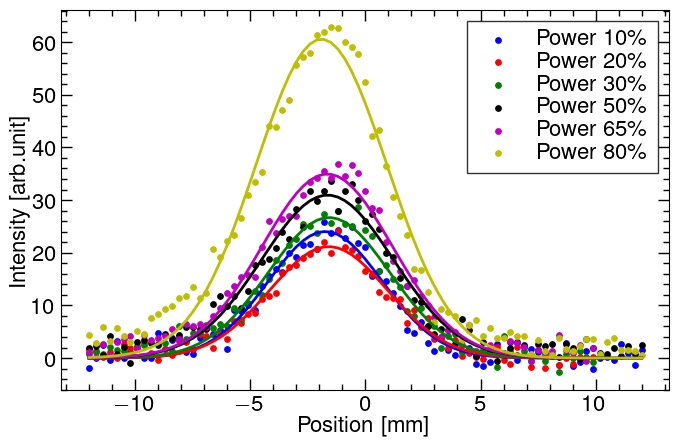 60
50
40
30
20
10
0
−10
−5
0
5
10
Intensity [arb.unit]
Position [mm]
Power 10%
Power 20%
Power 30%
Power 50%
Power 65%
Power 80%